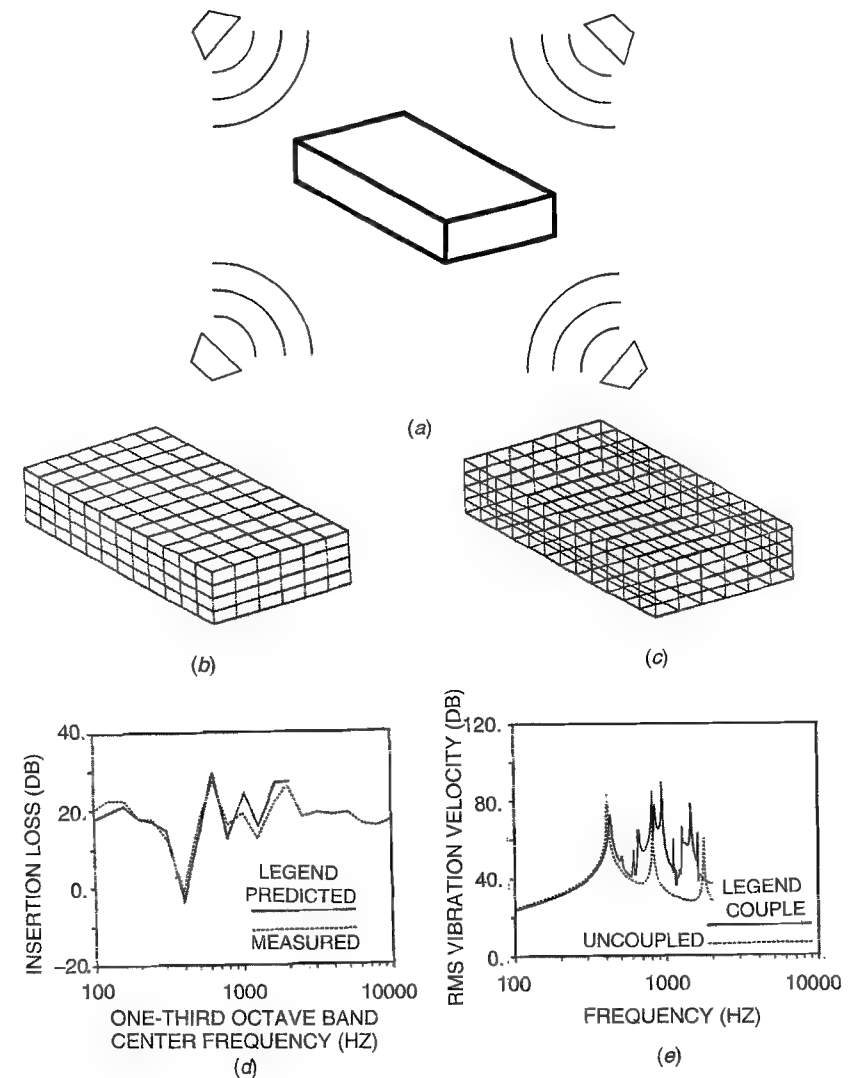 (a)
(b)
(c)
INSERTION LOSS (DB)
40.
20.
0.
-20.
LEGEND
PREDICTED
MEASURED
100
1000
10000
ONE-THIRD OCTAVE BAND
CENTER FREQUENCY (HZ)
(d)
RMS VIBRATION VELOCITY (DB)
120.
80.
40.
0.
LEGEND
COUPLE
UNCOUPLED
100
1000
10000
FREQUENCY (HZ)
(e)